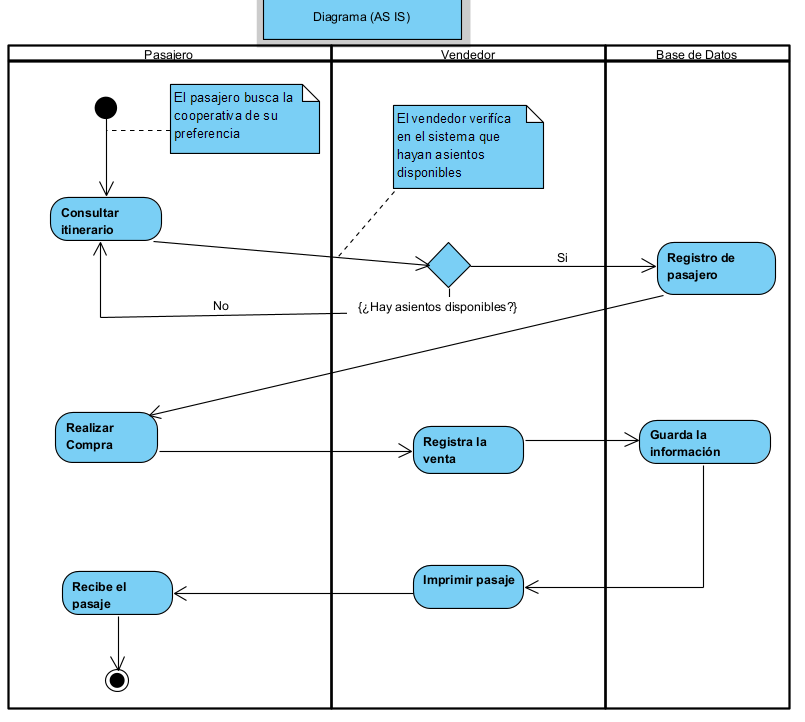 Diagrama (AS IS)
Pasajero
Vendedor
Base de Datos
El pasajero busca la
cooperativa de su
preferencia
El vendedor verifíca
en el sistema que
hayan asientos
disponibles
Consultar
itinerario
Si
Registro de
pasajero
No
{¿Hay asientos disponibles?}
Realizar
Compra
Registra la
venta
Guarda la
información
Recibe el
pasaje
Imprimir pasaje